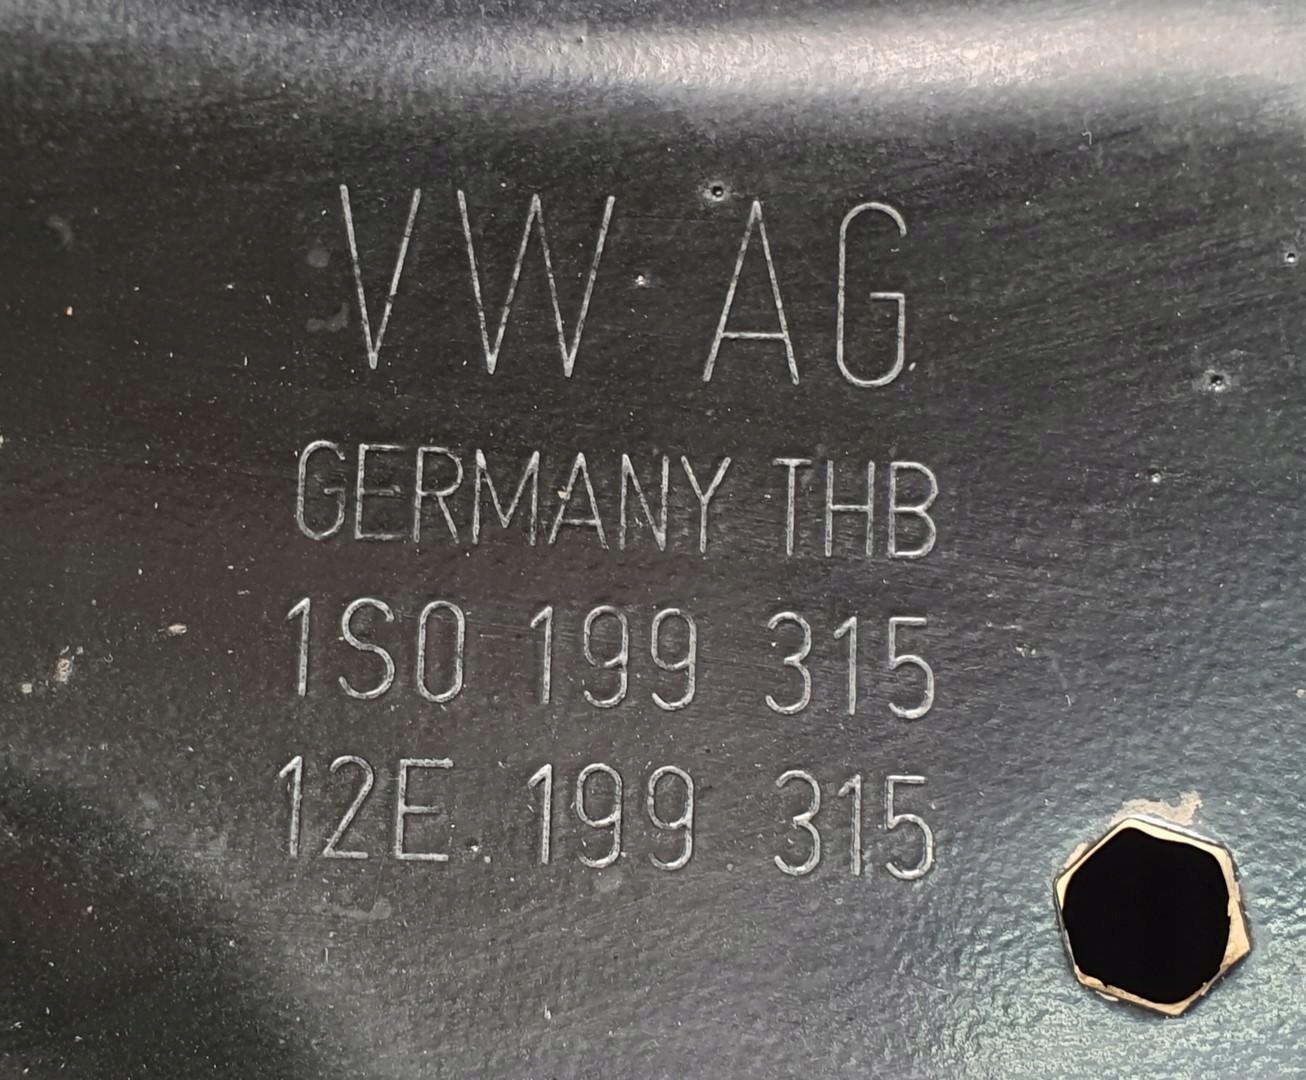 VW AG
GERMANY THB
1S0 199 315
12E 199 315